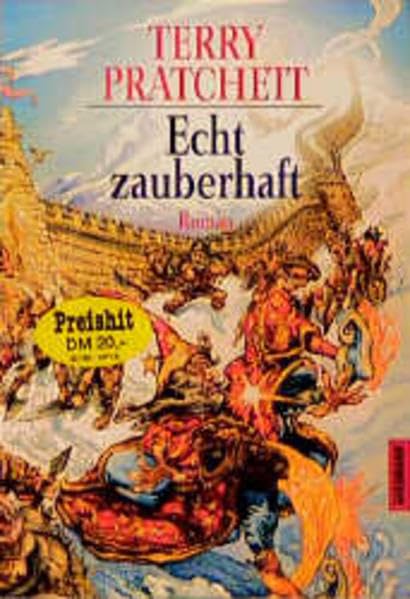 TERRY
PRATCHETT
Echt
zauberhaft
Roman
Preishit
DM 20,-